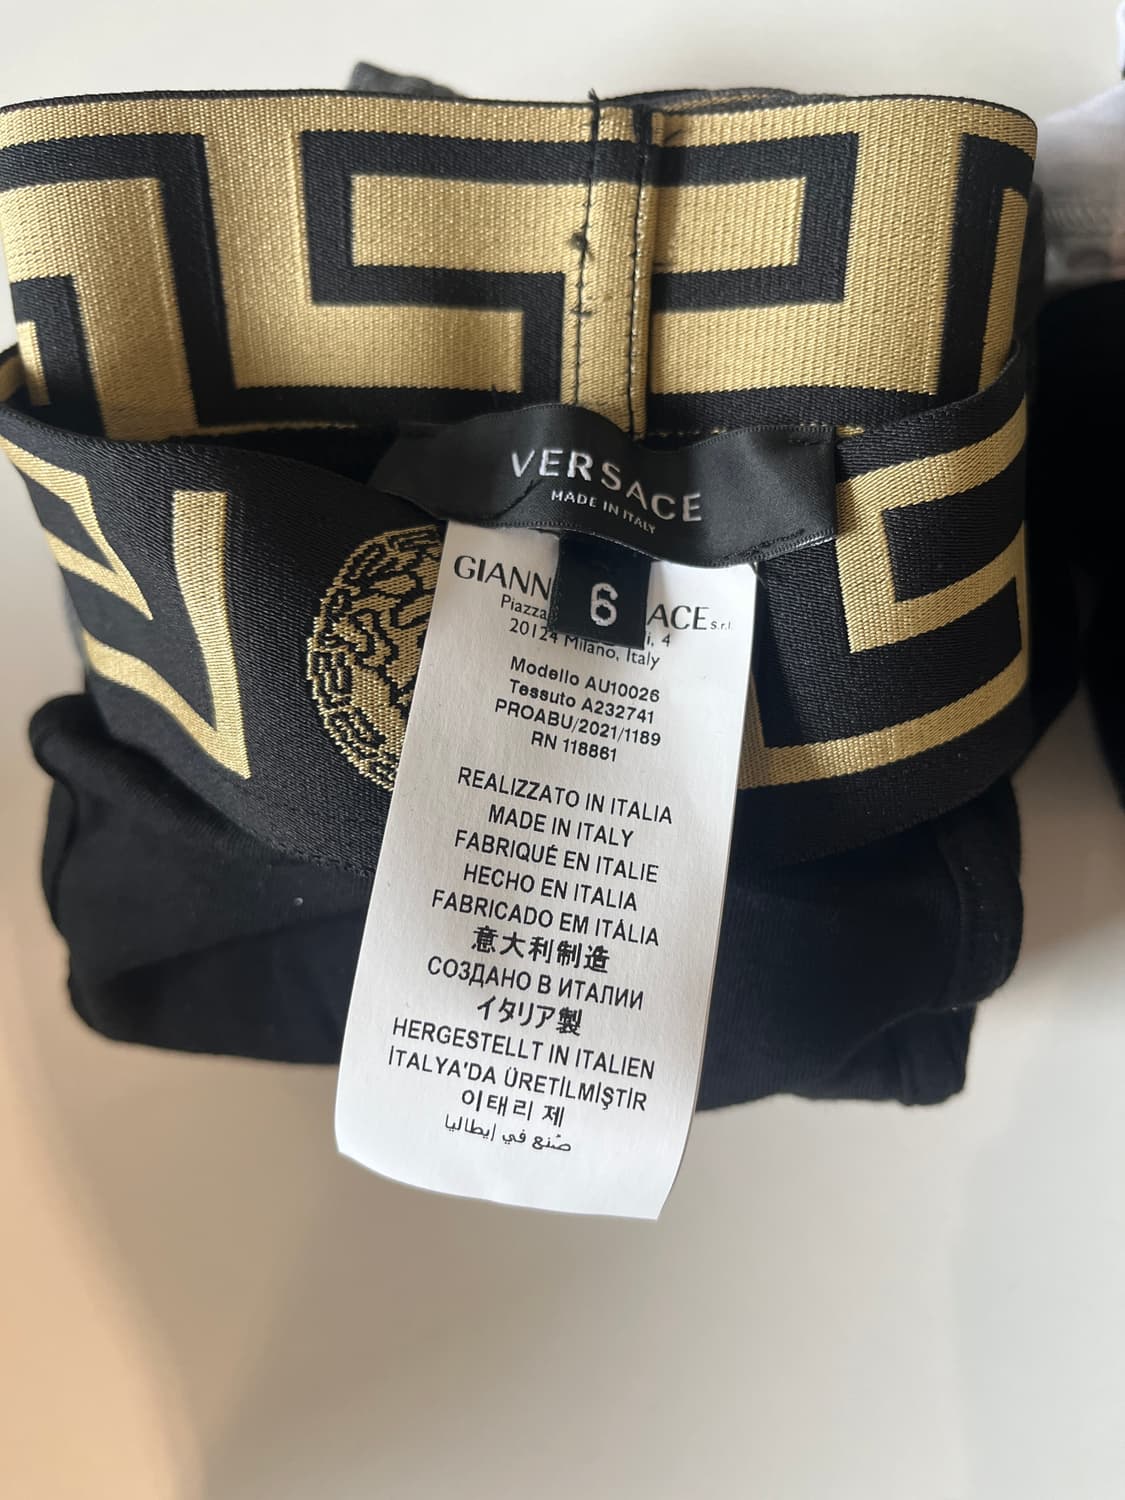 VERSACE
MADE IN ITALY
6
GIANN ACE s.r.l.
Piazza i, 4
20124 Milano, Italy
Modello AU10026
Tessuto A232741
PROABU/2021/1189
RN 118861
REALIZZATO IN ITALIA
MADE IN ITALY
FABRIQUÉ EN ITALIE
HECHO EN ITALIA
FABRICADO EM ITÁLIA
意大利制造
СОЗДАНО В ИТАЛИИ
イタリア製
HERGESTELLT IN ITALIEN
İTALYA'DA ÜRETİLMİŞTİR
이태리 제
صُنع في إيطاليا